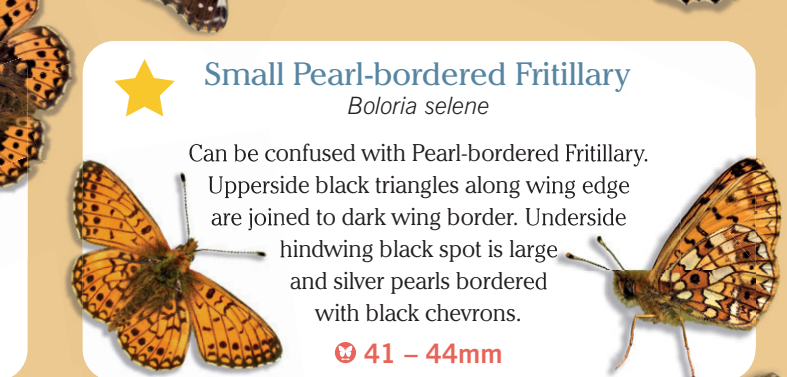 Small Pearl-bordered Fritillary
Boloria selene
Can be confused with Pearl-bordered Fritillary.
Upperside black triangles along wing edge
are joined to dark wing border. Underside
hindwing black spot is large
and silver pearls bordered
with black chevrons.
41 – 44mm